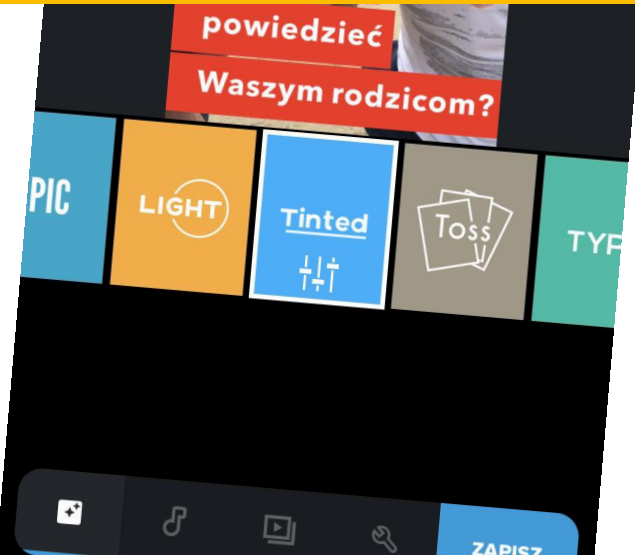 powiedzieć
Waszym rodzicom?
PIC
LIGHT
Tinted
Toss
TYP
ZAPISZ